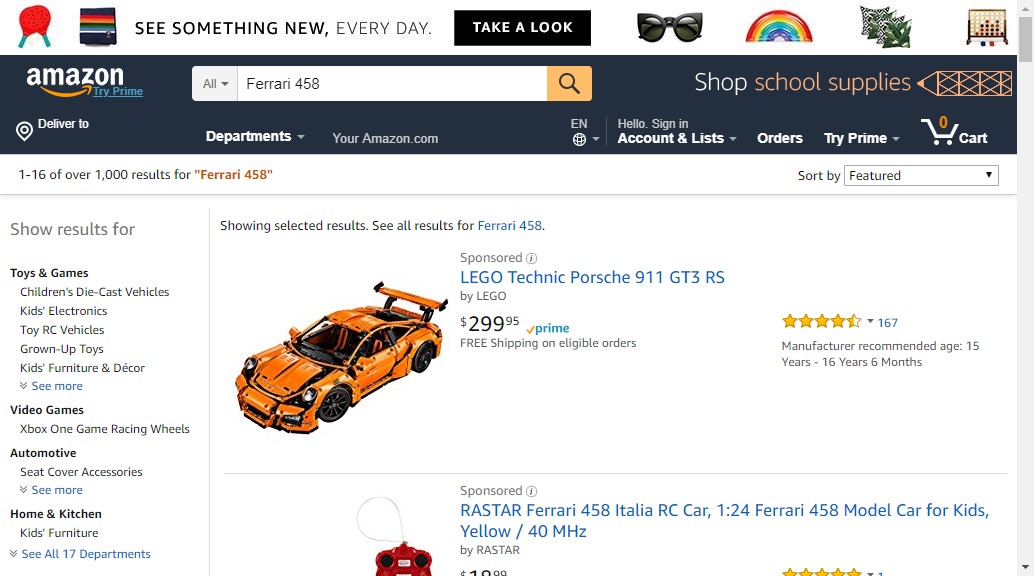 SEE SOMETHING NEW, EVERY DAY. TAKE A LOOK
amazon
Try Prime
All
Ferrari 458
Shop school supplies
Deliver to
Departments
Your Amazon.com
EN
Hello. Sign in
Account & Lists
Orders
Try Prime
0
Cart
1-16 of over 1,000 results for "Ferrari 458"
Sort by Featured
Show results for
Toys & Games
Children's Die-Cast Vehicles
Kids' Electronics
Toy RC Vehicles
Grown-Up Toys
Kids' Furniture & Décor
See more
Video Games
Xbox One Game Racing Wheels
Automotive
Seat Cover Accessories
See more
Home & Kitchen
Kids' Furniture
See All 17 Departments
Showing selected results. See all results for Ferrari 458.
Sponsored
LEGO Technic Porsche 911 GT3 RS
by LEGO
$299 95 prime
FREE Shipping on eligible orders
167
Manufacturer recommended age: 15
Years - 16 Years 6 Months
Sponsored
RASTAR Ferrari 458 Italia RC Car, 1:24 Ferrari 458 Model Car for Kids,
Yellow / 40 MHz
by RASTAR
$18 99
1